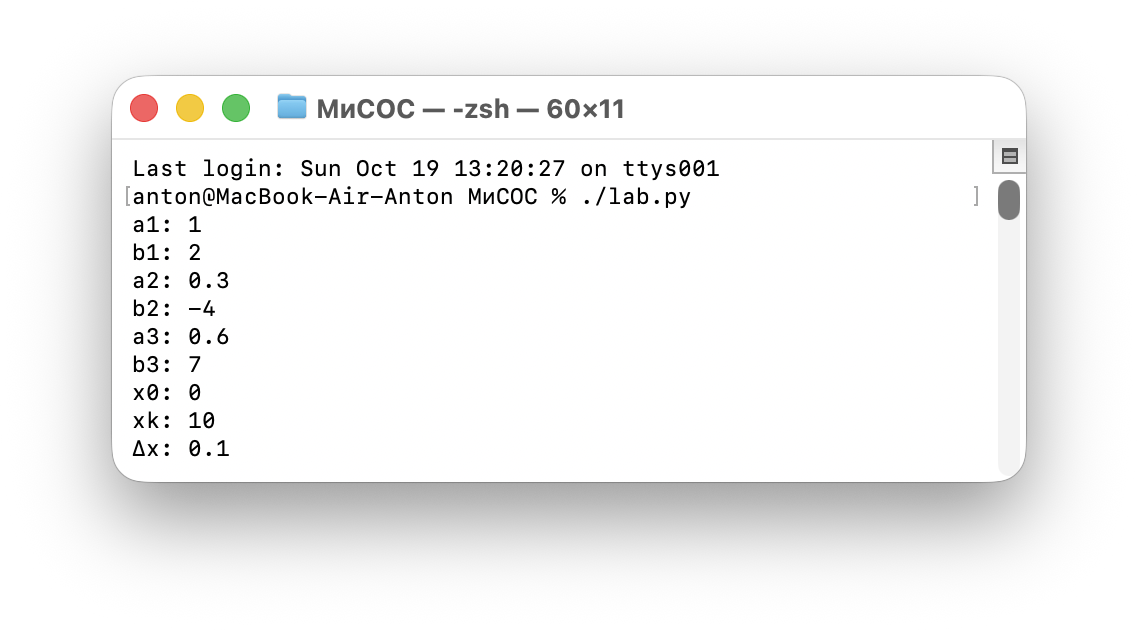 МиСОС — -zsh — 60×11
Last login: Sun Oct 19 13:20:27 on ttys001
[anton@MacBook-Air-Anton МиСОС % ./lab.py ]
a1: 1
b1: 2
a2: 0.3
b2: -4
a3: 0.6
b3: 7
x0: 0
xk: 10
Δx: 0.1